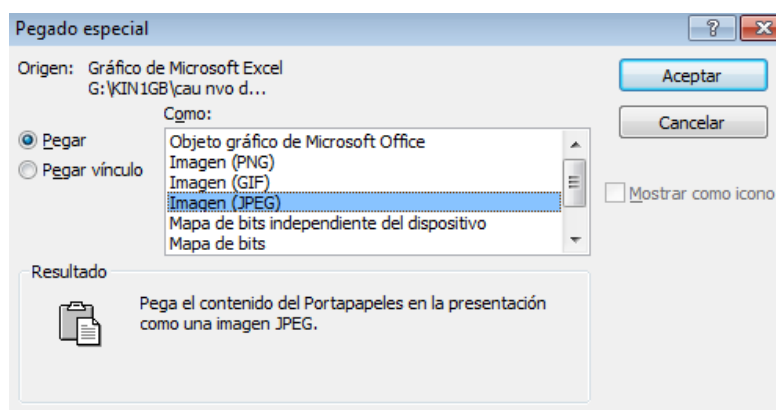 Pegado especial
Origen: Gráfico de Microsoft Excel
G:\KIN1GB\cau nvo d...
Como:
Pegar
Pegar vínculo
Objeto gráfico de Microsoft Office
Imagen (PNG)
Imagen (GIF)
Imagen (JPEG)
Mapa de bits independiente del dispositivo
Mapa de bits
Aceptar
Cancelar
Mostrar como icono
Resultado
Pega el contenido del Portapapeles en la presentación
como una imagen JPEG.